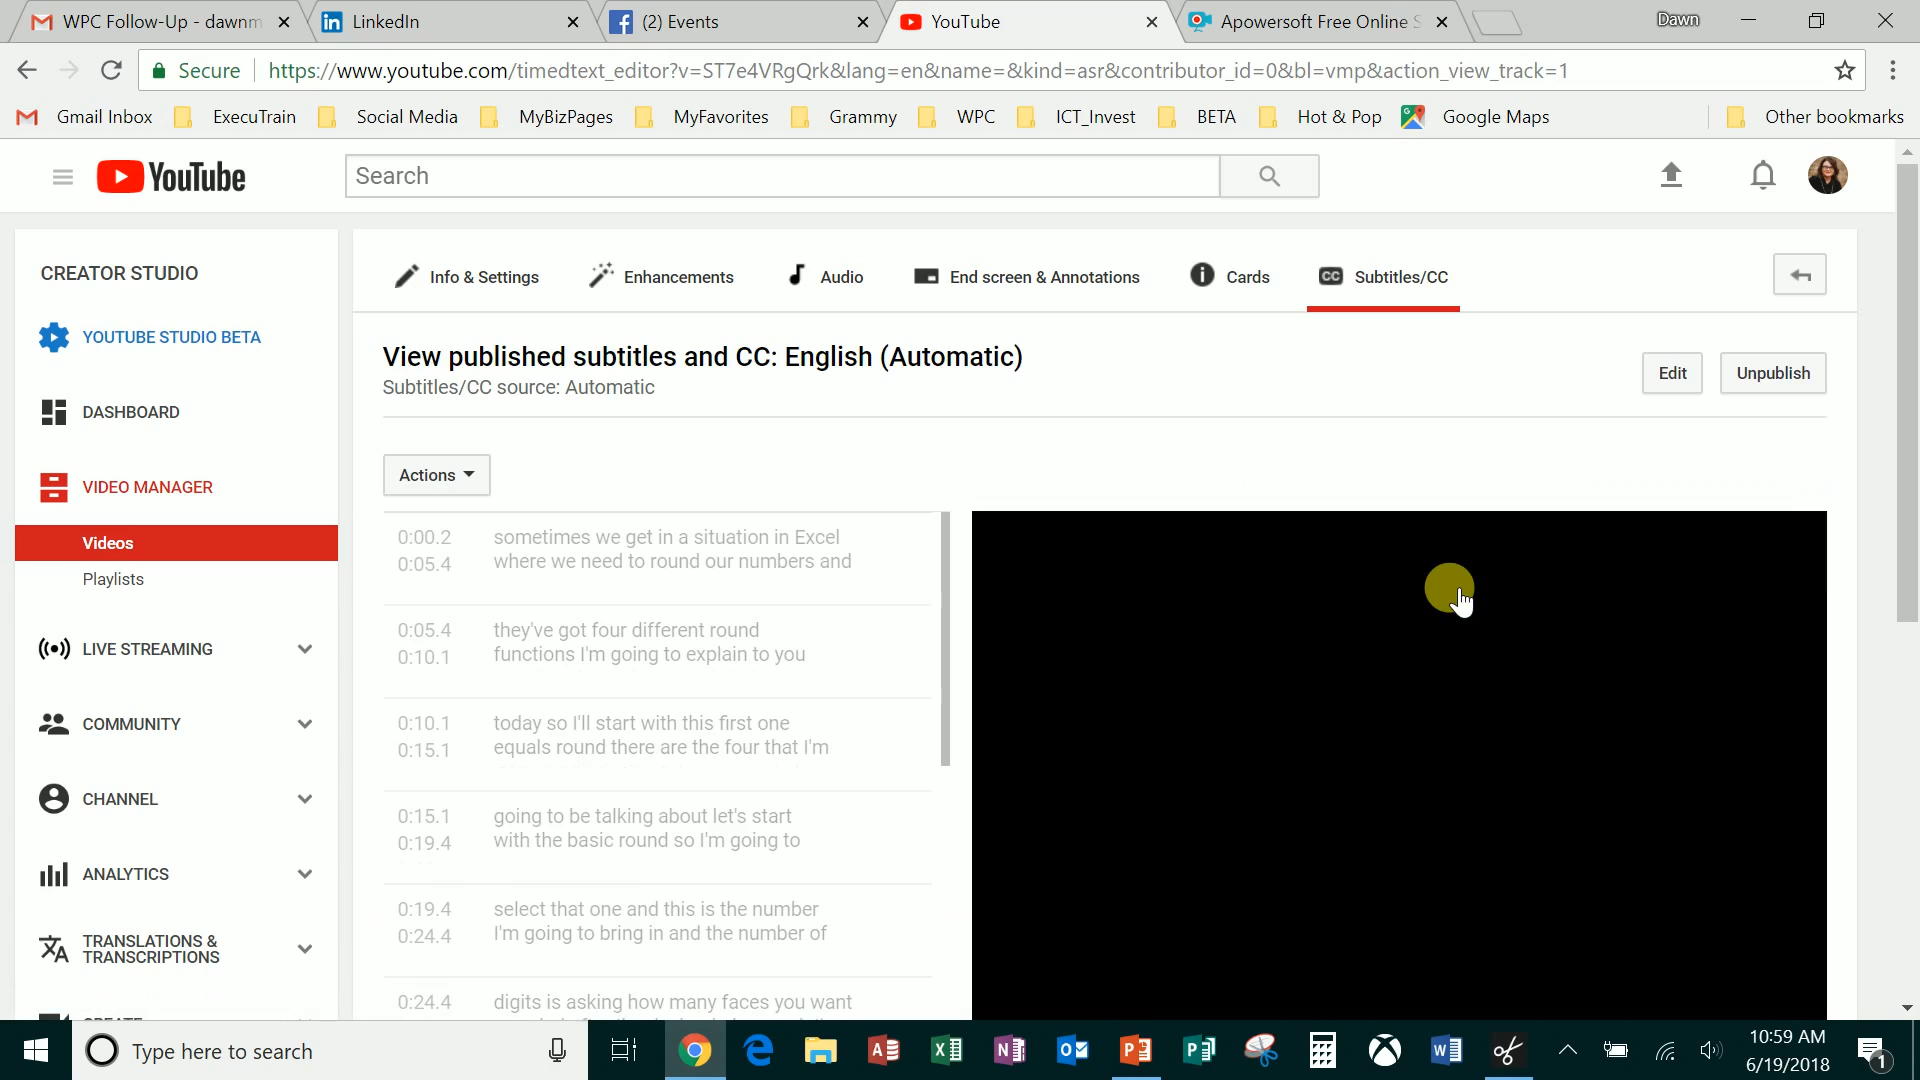 WPC Follow-Up - dawnm
LinkedIn
(2) Events
YouTube
Apowersoft Free Online S
Dawn
Secure
https://www.youtube.com/timedtext_editor?v=ST7e4VRgQrk&lang=en&name=&kind=asr&contributor_id=0&bl=vmp&action_view_track=1
Gmail Inbox
ExecuTrain
Social Media
MyBizPages
MyFavorites
Grammy
WPC
ICT_Invest
BETA
Hot & Pop
Google Maps
Other bookmarks
YouTube
Search
CREATOR STUDIO
YOUTUBE STUDIO BETA
DASHBOARD
VIDEO MANAGER
Videos
Playlists
LIVE STREAMING
COMMUNITY
CHANNEL
ANALYTICS
TRANSLATIONS &
TRANSCRIPTIONS
Info & Settings
Enhancements
Audio
End screen & Annotations
Cards
CC Subtitles/CC
View published subtitles and CC: English (Automatic)
Subtitles/CC source: Automatic
Edit
Unpublish
Actions
0:00.2 sometimes we get in a situation in Excel
0:05.4 where we need to round our numbers and
0:05.4 they've got four different round
0:10.1 functions I'm going to explain to you
0:10.1 today so I'll start with this first one
0:15.1 equals round there are the four that I'm
0:15.1 going to be talking about let's start
0:19.4 with the basic round so I'm going to
0:19.4 select that one and this is the number
0:24.4 I'm going to bring in and the number of
0:24.4 digits is asking how many faces you want
Type here to search
10:59 AM
6/19/2018
1